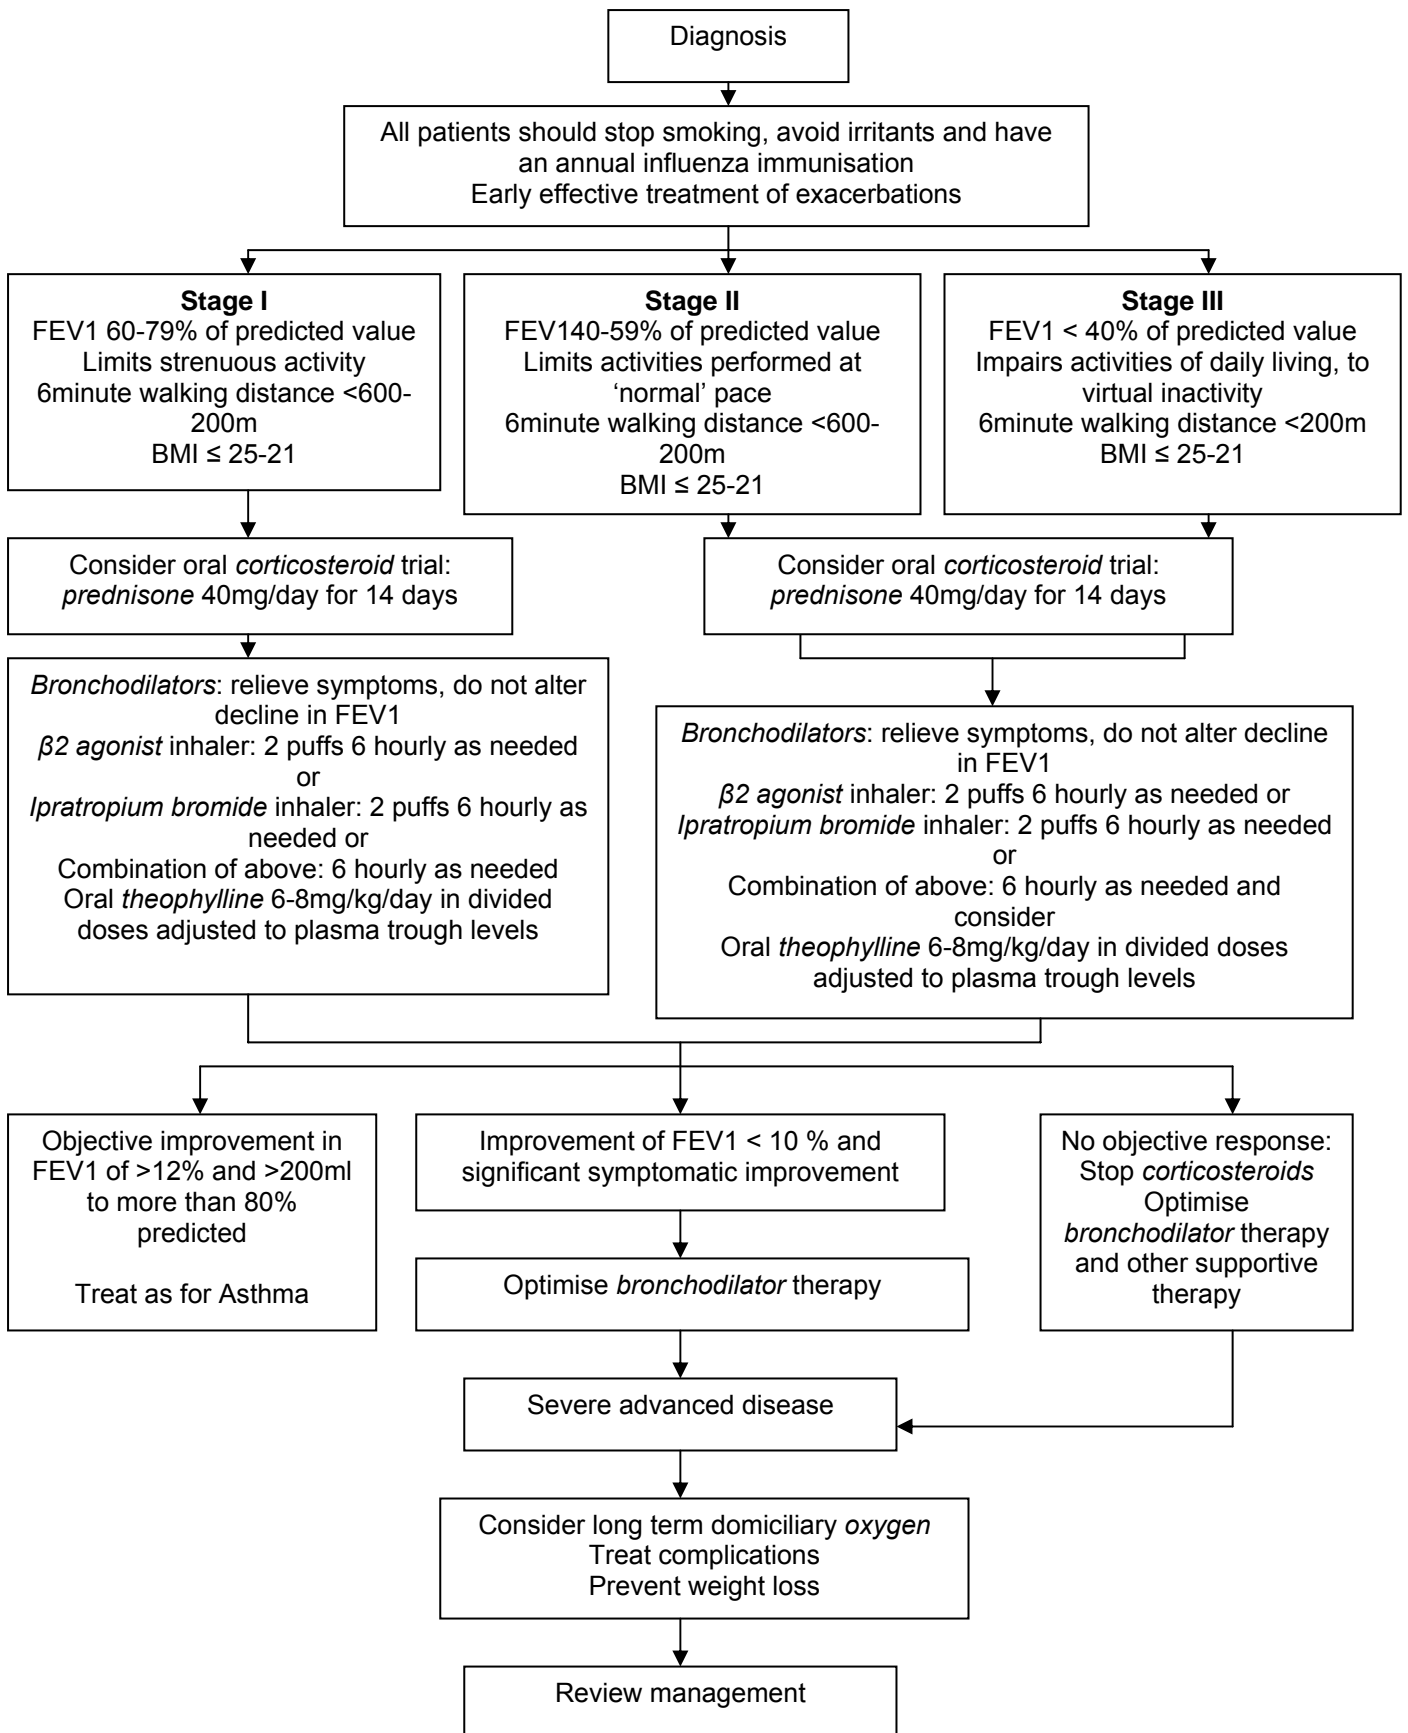 Diagnosis
All patients should stop smoking, avoid irritants and have
an annual influenza immunisation
Early effective treatment of exacerbations
Stage I
FEV1 60-79% of predicted value
Limits strenuous activity
6minute walking distance <600-
200m
BMI ≤ 25-21
Stage II
FEV140-59% of predicted value
Limits activities performed at
‘normal’ pace
6minute walking distance <600-
200m
BMI ≤ 25-21
Stage III
FEV1 < 40% of predicted value
Impairs activities of daily living, to
virtual inactivity
6minute walking distance <200m
BMI ≤ 25-21
Consider oral corticosteroid trial:
prednisone 40mg/day for 14 days
Consider oral corticosteroid trial:
prednisone 40mg/day for 14 days
Bronchodilators: relieve symptoms, do not alter
decline in FEV1
β2 agonist inhaler: 2 puffs 6 hourly as needed
or
Ipratropium bromide inhaler: 2 puffs 6 hourly as
needed or
Combination of above: 6 hourly as needed
Oral theophylline 6-8mg/kg/day in divided
doses adjusted to plasma trough levels
Bronchodilators: relieve symptoms, do not alter decline
in FEV1
β2 agonist inhaler: 2 puffs 6 hourly as needed or
Ipratropium bromide inhaler: 2 puffs 6 hourly as needed
or
Combination of above: 6 hourly as needed and
consider
Oral theophylline 6-8mg/kg/day in divided doses
adjusted to plasma trough levels
Objective improvement in
FEV1 of >12% and >200ml
to more than 80%
predicted
Treat as for Asthma
Improvement of FEV1 < 10 % and
significant symptomatic improvement
No objective response:
Stop corticosteroids
Optimise
bronchodilator therapy
and other supportive
therapy
Optimise bronchodilator therapy
Severe advanced disease
Consider long term domiciliary oxygen
Treat complications
Prevent weight loss
Review management